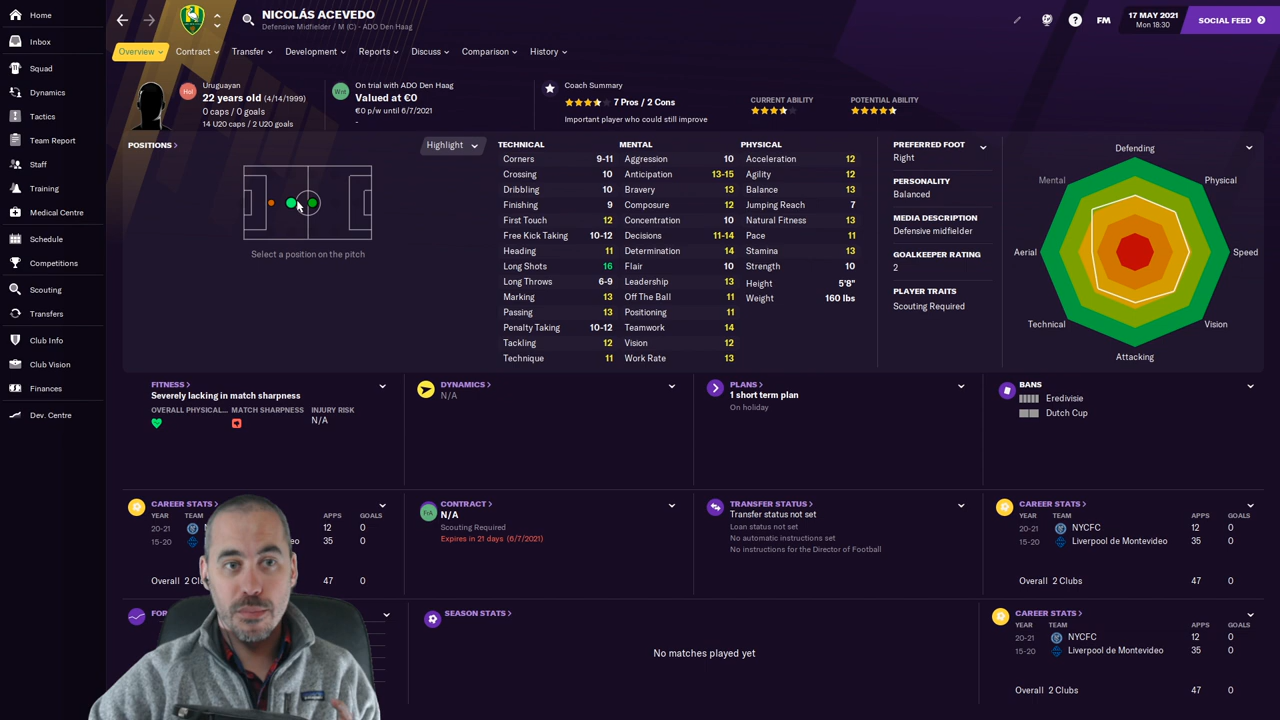 Home
Inbox
Squad
Dynamics
Tactics
Team Report
Staff
Training
Medical Centre
Schedule
Competitions
Scouting
Transfers
Club Info
Club Vision
Finances
Dev. Centre
NICOLÁS ACEVEDO
Defensive Midfielder / M (C) - ADO Den Haag
FM
17 MAY 2021
Mon 18:30
SOCIAL FEED
Overview
Contract
Transfer
Development
Reports
Discuss
Comparison
History
Hol
Uruguayan
22 years old (4/14/1999)
0 caps / 0 goals
14 U20 caps / 2 U20 goals
Wnt
On trial with ADO Den Haag
Valued at €0
€0 p/w until 6/7/2021
-
Coach Summary
7 Pros / 2 Cons
Important player who could still improve
CURRENT ABILITY
POTENTIAL ABILITY
POSITIONS
Select a position on the pitch
Highlight
TECHNICAL
Corners 9-11
Crossing 10
Dribbling 10
Finishing 9
First Touch 12
Free Kick Taking 10-12
Heading 11
Long Shots 16
Long Throws 6-9
Marking 13
Passing 13
Penalty Taking 10-12
Tackling 12
Technique 11
MENTAL
Aggression 10
Anticipation 13-15
Bravery 13
Composure 12
Concentration 10
Decisions 11-14
Determination 14
Flair 10
Leadership 13
Off The Ball 11
Positioning 11
Teamwork 14
Vision 12
Work Rate 13
PHYSICAL
Acceleration 12
Agility 12
Balance 13
Jumping Reach 7
Natural Fitness 13
Pace 11
Stamina 13
Strength 10
Height 5'8"
Weight 160 lbs
PREFERRED FOOT
Right
PERSONALITY
Balanced
MEDIA DESCRIPTION
Defensive midfielder
GOALKEEPER RATING
2
PLAYER TRAITS
Scouting Required
Defending
Mental
Physical
Aerial
Speed
Technical
Vision
Attacking
FITNESS
Severely lacking in match sharpness
OVERALL PHYSICAL... MATCH SHARPNESS INJURY RISK
N/A
DYNAMICS
N/A
PLANS
1 short term plan
On holiday
BANS
Eredivisie
Dutch Cup
CAREER STATS
YEAR TEAM APPS GOALS
20-21 12 0
15-20 35 0
Overall 2 47 0
FrA
CONTRACT
N/A
Scouting Required
Expires in 21 days (6/7/2021)
TRANSFER STATUS
Transfer status not set
Loan status not set
No automatic instructions set
No instructions for the Director of Football
CAREER STATS
YEAR TEAM APPS GOALS
20-21 NYCFC 12 0
15-20 Liverpool de Montevideo 35 0
Overall 2 Clubs 47 0
SEASON STATS
No matches played yet
CAREER STATS
YEAR TEAM APPS GOALS
20-21 NYCFC 12 0
15-20 Liverpool de Montevideo 35 0
Overall 2 Clubs 47 0